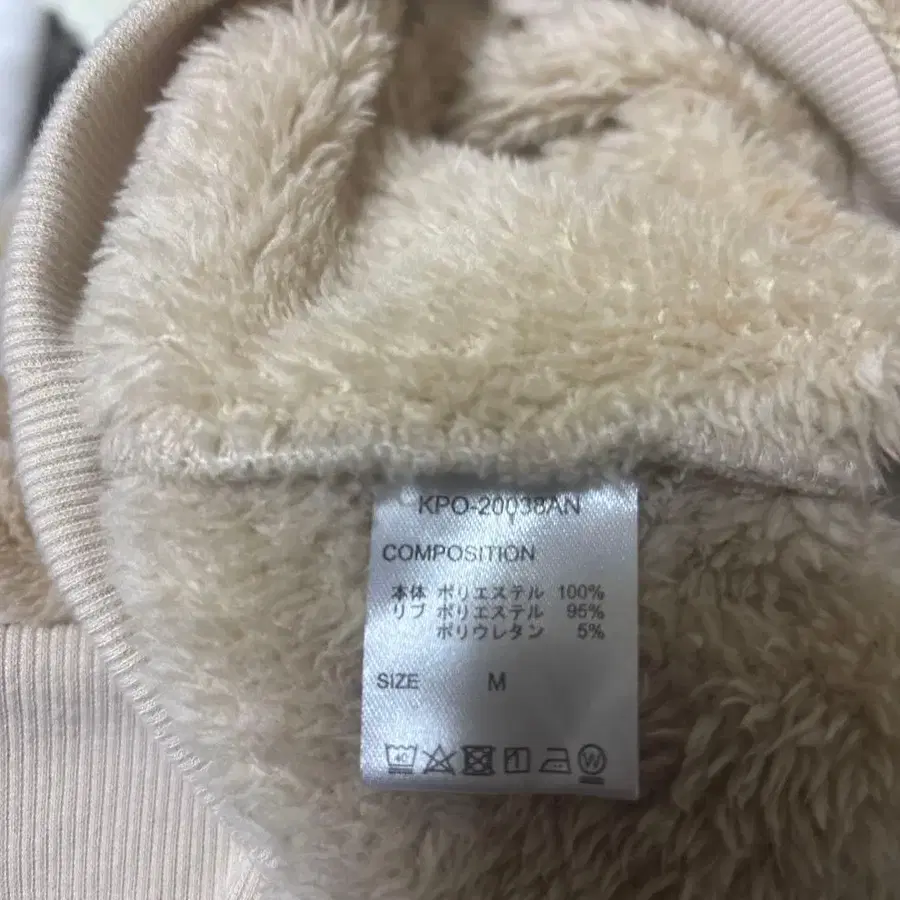 KPO-20038AN
COMPOSITION
本体 ポリエステル 100%
リブ ポリエステル 95%
ポリウレタン 5%
SIZE M
40 W